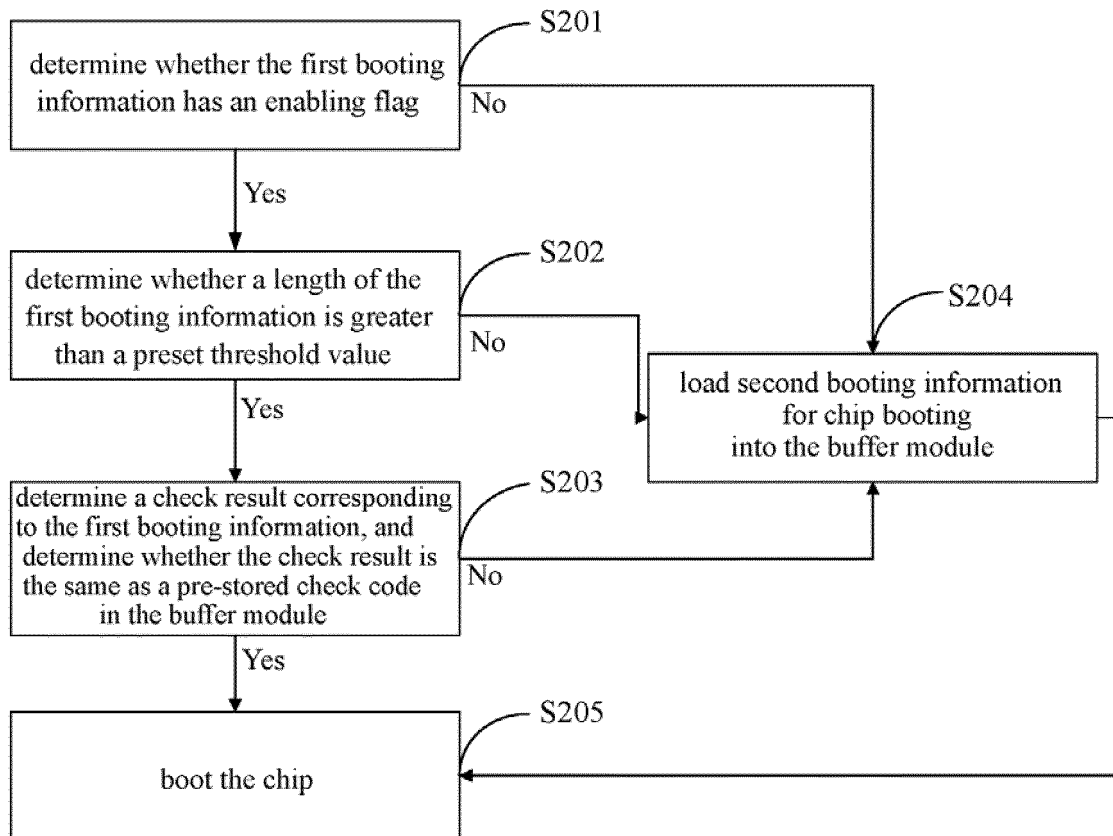 S201
determine whether the first booting
information has an enabling flag
No
Yes
S202
determine whether a length of the
first booting information is greater
than a preset threshold value
No
S204
load second booting information
for chip booting
into the buffer module
Yes
S203
determine a check result corresponding
to the first booting information, and
determine whether the check result is
the same as a pre-stored check code
in the buffer module
No
Yes
S205
boot the chip